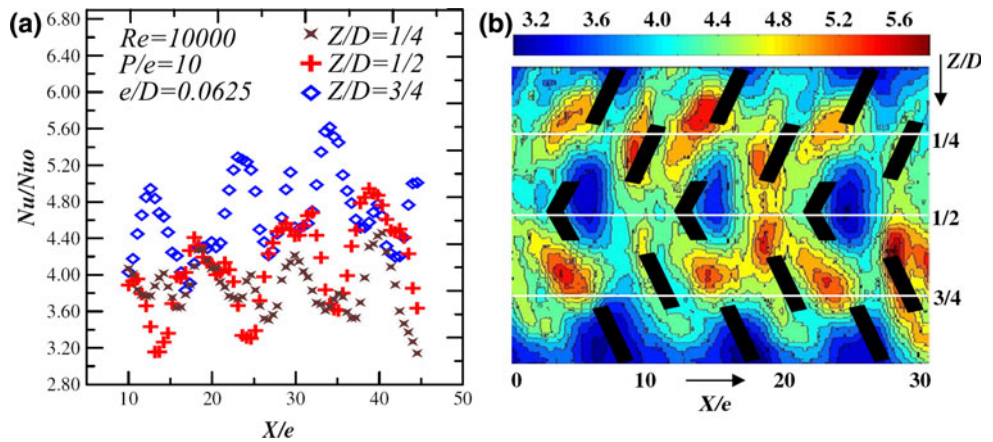 (a)
6.80
6.40
6.00
5.60
5.20
4.80
4.40
4.00
3.60
3.20
2.80
Nu/Nuo
Re=10000
P/e=10
e/D=0.0625
Z/D=1/4
Z/D=1/2
Z/D=3/4
10 20 30 40 50
X/e
(b)
3.2 3.6 4.0 4.4 4.8 5.2 5.6
Z/D
1/4
1/2
3/4
0 10 20 30
X/e